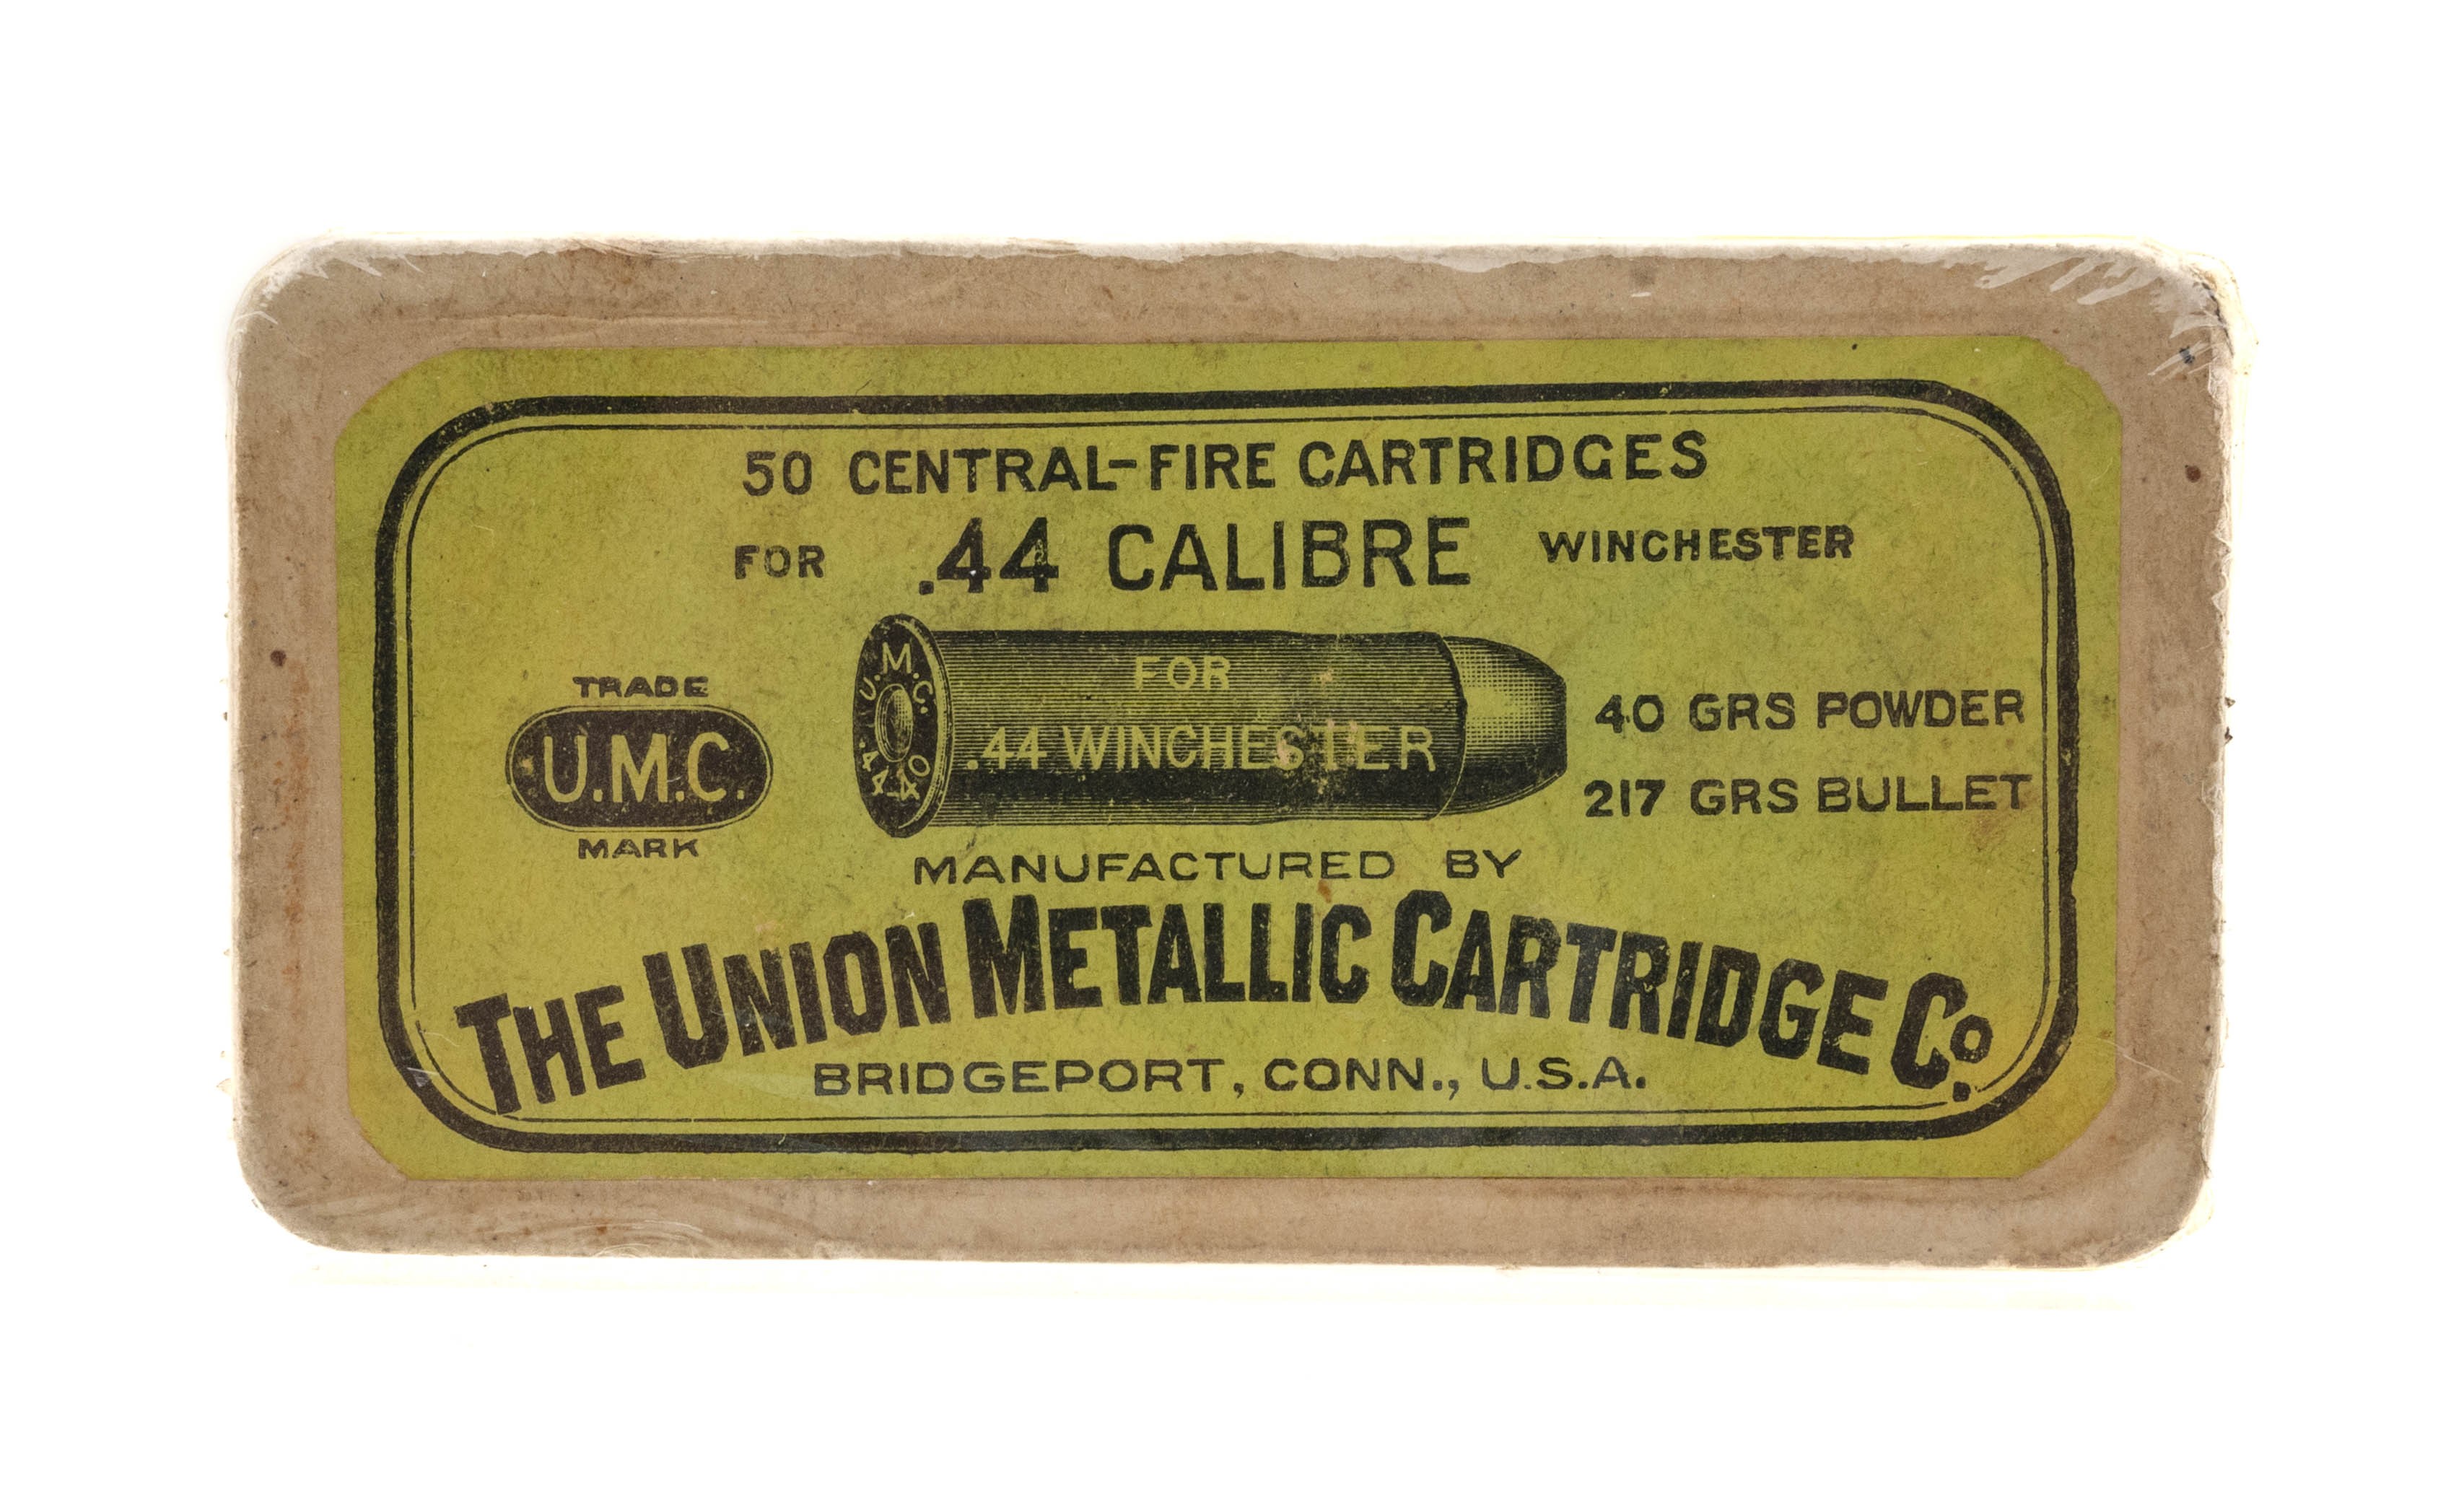 50 CENTRAL-FIRE CARTRIDGES
FOR .44 CALIBRE WINCHESTER
U.M.C.
.44-40
FOR
.44 WINCHESTER
TRADE
U.M.C.
MARK
40 GRS POWDER
217 GRS BULLET
MANUFACTURED BY
THE UNION METALLIC CARTRIDGE CO.
BRIDGEPORT, CONN., U.S.A.